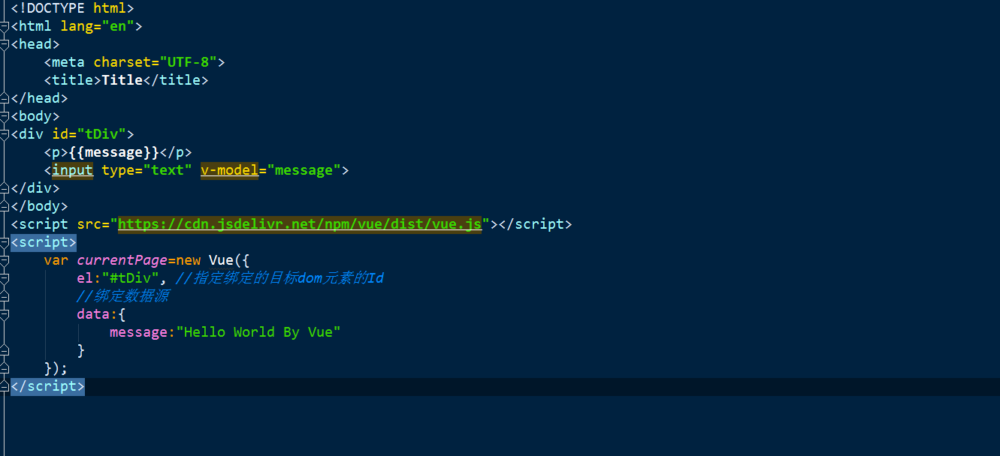 <!DOCTYPE html>
<html lang="en">
<head>
    <meta charset="UTF-8">
    <title>Title</title>
</head>
<body>
<div id="tDiv">
    <p>{{message}}</p>
    <input type="text" v-model="message">
</div>
</body>
<script src="https://cdn.jsdelivr.net/npm/vue/dist/vue.js"></script>
<script>
    var currentPage=new Vue({
        el:"#tDiv", //指定绑定的目标dom元素的Id
        //绑定数据源
        data:{
            message:"Hello World By Vue"
        }
    });
</script>